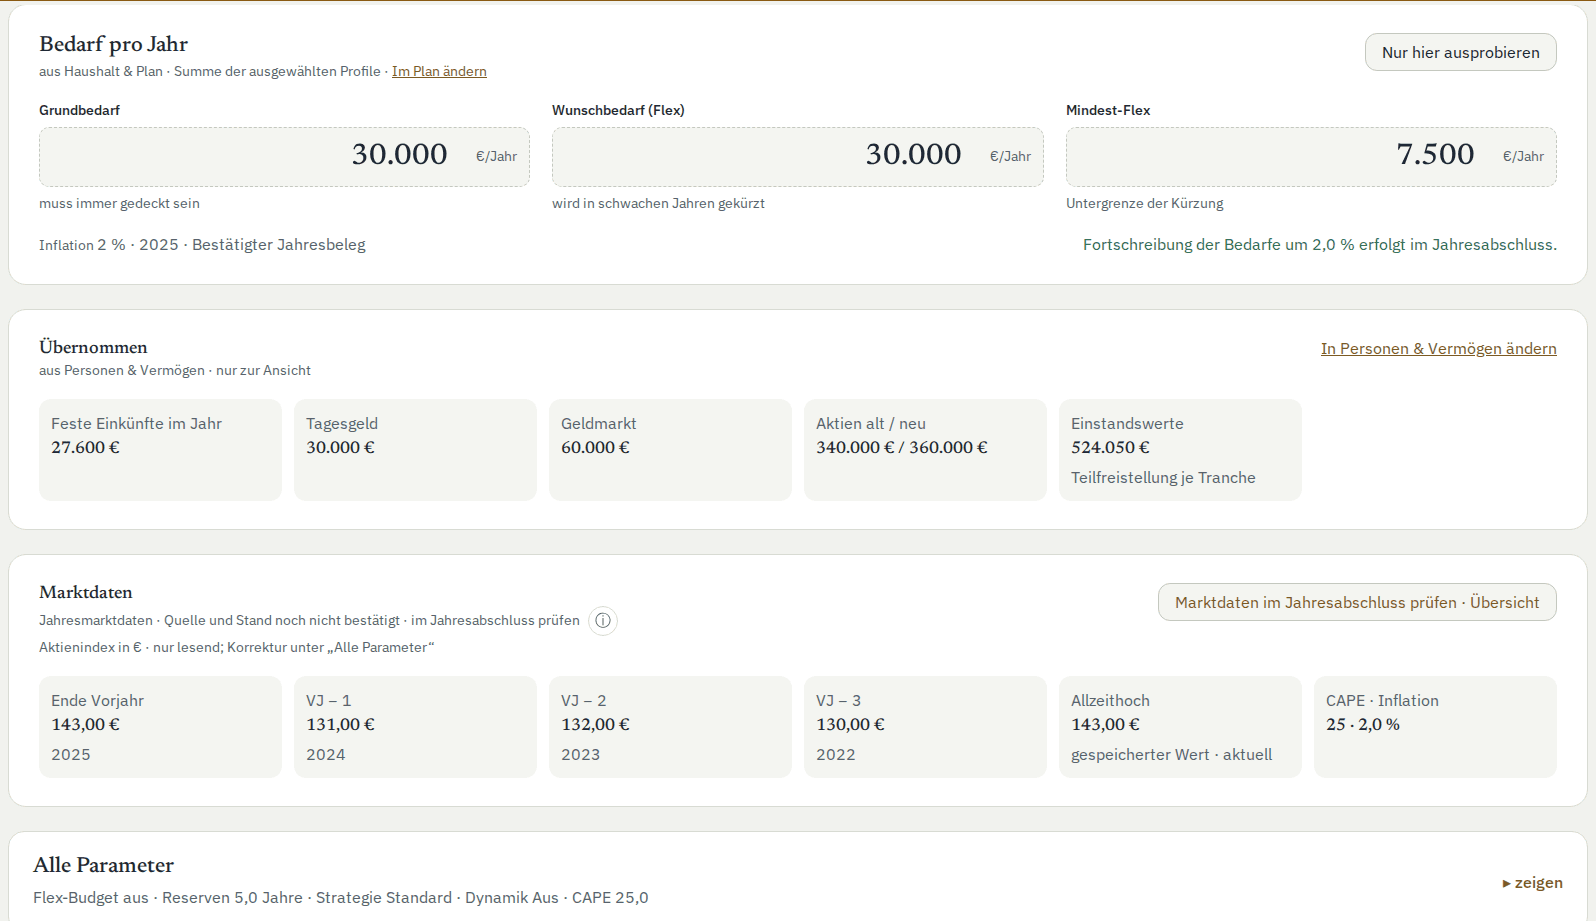 Bedarf pro Jahr
Nur hier ausprobieren
aus Haushalt & Plan · Summe der ausgewählten Profile · Im Plan ändern
Grundbedarf
Wunschbedarf (Flex)
Mindest-Flex
30.000 €/Jahr
30.000 €/Jahr
7.500 €/Jahr
muss immer gedeckt sein
wird in schwachen Jahren gekürzt
Untergrenze der Kürzung
Inflation 2 % · 2025 · Bestätigter Jahresbeleg
Fortschreibung der Bedarfe um 2,0 % erfolgt im Jahresabschluss.
Übernommen
In Personen & Vermögen ändern
aus Personen & Vermögen · nur zur Ansicht
Feste Einkünfte im Jahr
27.600 €
Tagesgeld
30.000 €
Geldmarkt
60.000 €
Aktien alt / neu
340.000 € / 360.000 €
Einstandswerte
524.050 €
Teilfreistellung je Tranche
Marktdaten
Marktdaten im Jahresabschluss prüfen · Übersicht
Jahresmarktdaten · Quelle und Stand noch nicht bestätigt · im Jahresabschluss prüfen ⓘ
Aktienindex in € · nur lesend; Korrektur unter „Alle Parameter“
Ende Vorjahr
143,00 €
2025
VJ – 1
131,00 €
2024
VJ – 2
132,00 €
2023
VJ – 3
130,00 €
2022
Allzeithoch
143,00 €
gespeicherter Wert · aktuell
CAPE · Inflation
25 · 2,0 %
Alle Parameter
▸ zeigen
Flex-Budget aus · Reserven 5,0 Jahre · Strategie Standard · Dynamik Aus · CAPE 25,0